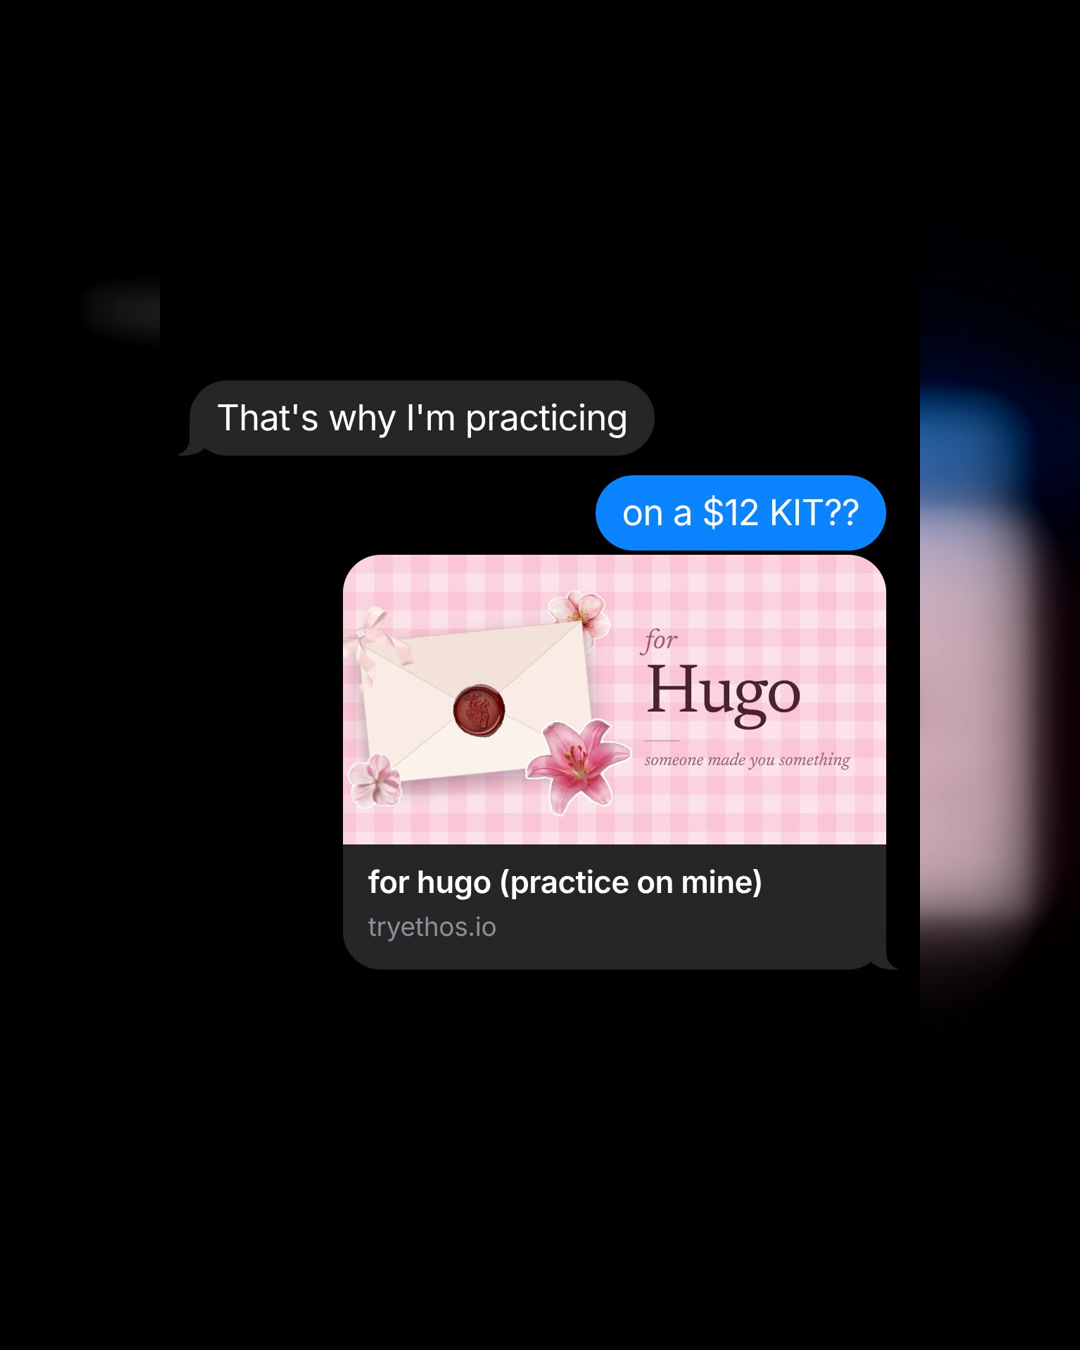 That's why I'm practicing
on a $12 KIT??
for
Hugo
someone made you something
for hugo (practice on mine)
tryethos.io